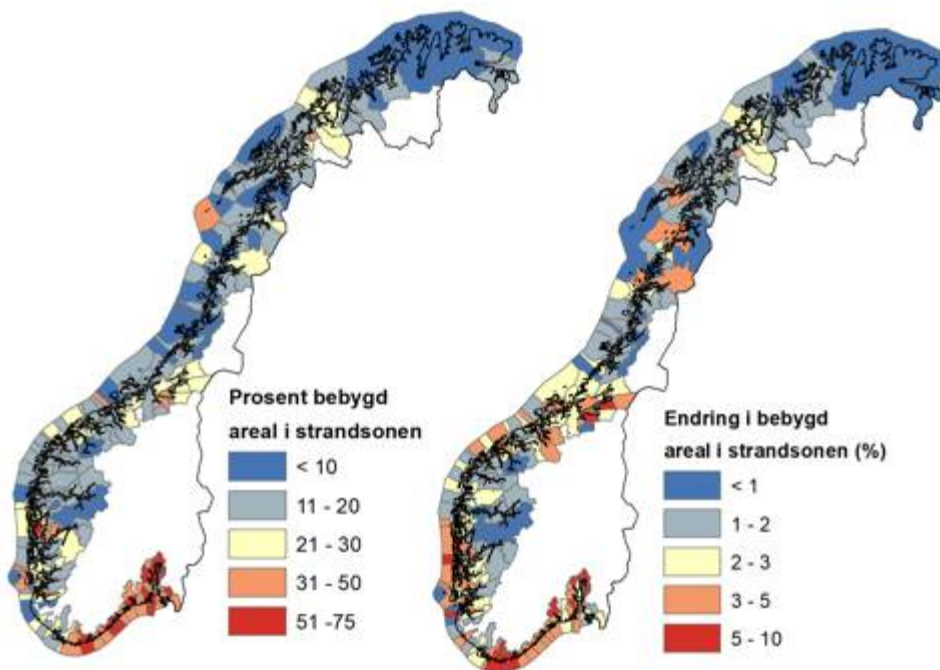 Prosent bebygd
areal i strandsonen
< 10
11 - 20
21 - 30
31 - 50
51 -75
Endring i bebygd
areal i strandsonen (%)
< 1
1 - 2
2 - 3
3 - 5
5 - 10